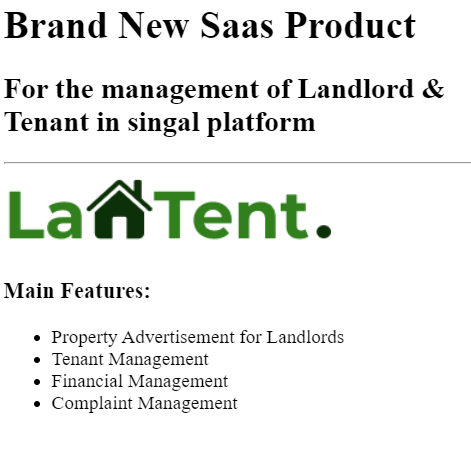 Brand New Saas Product
For the management of Landlord &
Tenant in singal platform
LaTent.
Main Features:
Property Advertisement for Landlords
Tenant Management
Financial Management
Complaint Management